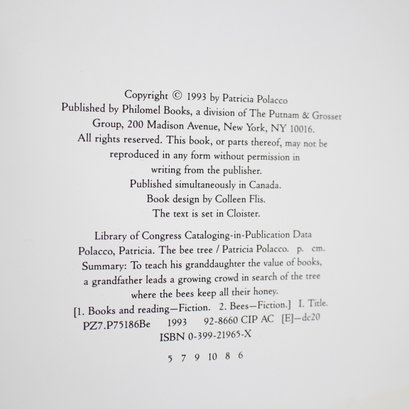 Copyright © 1993 by Patricia Polacco
Published by Philomel Books, a division of The Putnam & Grosset
Group, 200 Madison Avenue, New York, NY 10016.
All rights reserved. This book, or parts thereof, may not be
reproduced in any form without permission in
writing from the publisher.
Published simultaneously in Canada.
Book design by Colleen Flis.
The text is set in Cloister.
Library of Congress Cataloging-in-Publication Data
Polacco, Patricia. The bee tree / Patricia Polacco. p. cm.
Summary: To teach his granddaughter the value of books,
a grandfather leads a growing crowd in search of the tree
where the bees keep all their honey.
[1. Books and reading—Fiction. 2. Bees—Fiction.] I. Title.
PZ7.P75186Be 1993 92-8660 CIP AC [E]—dc20
ISBN 0-399-21965-X
5 7 9 10 8 6